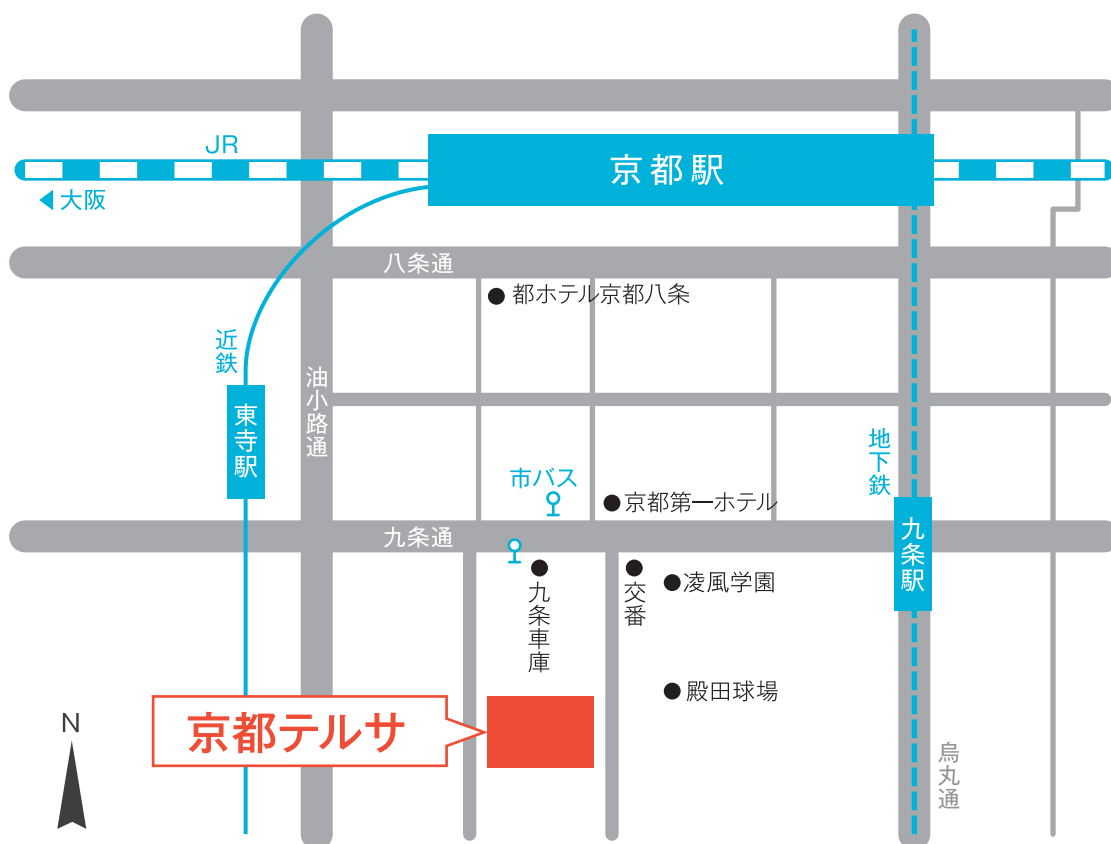 JR
京都駅
大阪
八条通
都ホテル京都八条
近鉄
油小路通
東寺駅
地下鉄
市バス
京都第一ホテル
九条通
九条駅
九条車庫
交番
凌風学園
殿田球場
京都テルサ
N
烏丸通